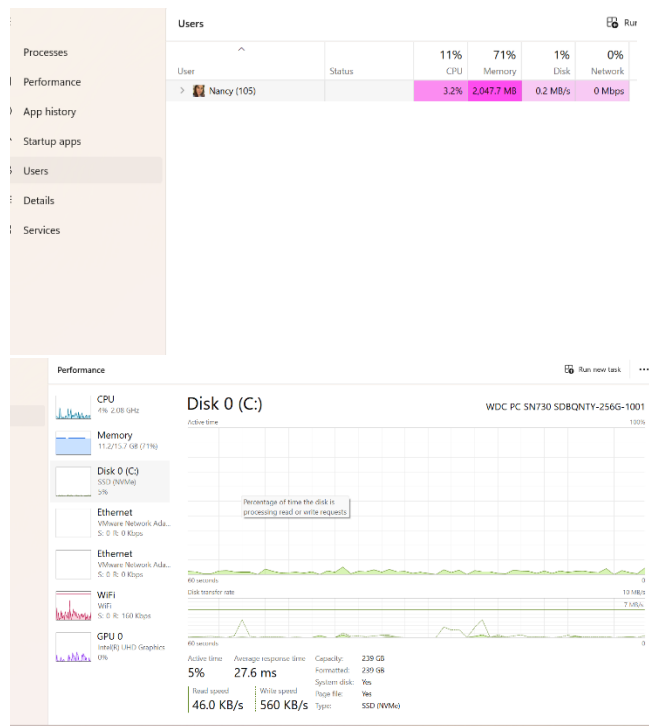 Users
Run
Processes
Performance
App history
Startup apps
Users
Details
Services
11% 71% 1% 0%
User Status CPU Memory Disk Network
Nancy (105) 3.2% 2,047.7 MB 0.2 MB/s 0 Mbps
Performance
Run new task
CPU
4% 2.08 GHz
Memory
11.2/15.7 GB (71%)
Disk 0 (C:)
SSD (NVMe)
5%
Ethernet
VMware Network Ada...
S: 0 R: 0 Kbps
Ethernet
VMware Network Ada...
S: 0 R: 0 Kbps
WiFi
WiFi
S: 0 R: 160 Kbps
GPU 0
Intel(R) UHD Graphics
0%
Disk 0 (C:) WDC PC SN730 SDBQNTY-256G-1001
Active time 100%
Percentage of time the disk is
processing read or write requests
60 seconds 0
Disk transfer rate 10 MB/s
7 MB/s
60 seconds 0
Active time Average response time
5% 27.6 ms
Read speed Write speed
46.0 KB/s 560 KB/s
Capacity: 239 GB
Formatted: 239 GB
System disk: Yes
Page file: Yes
Type: SSD (NVMe)